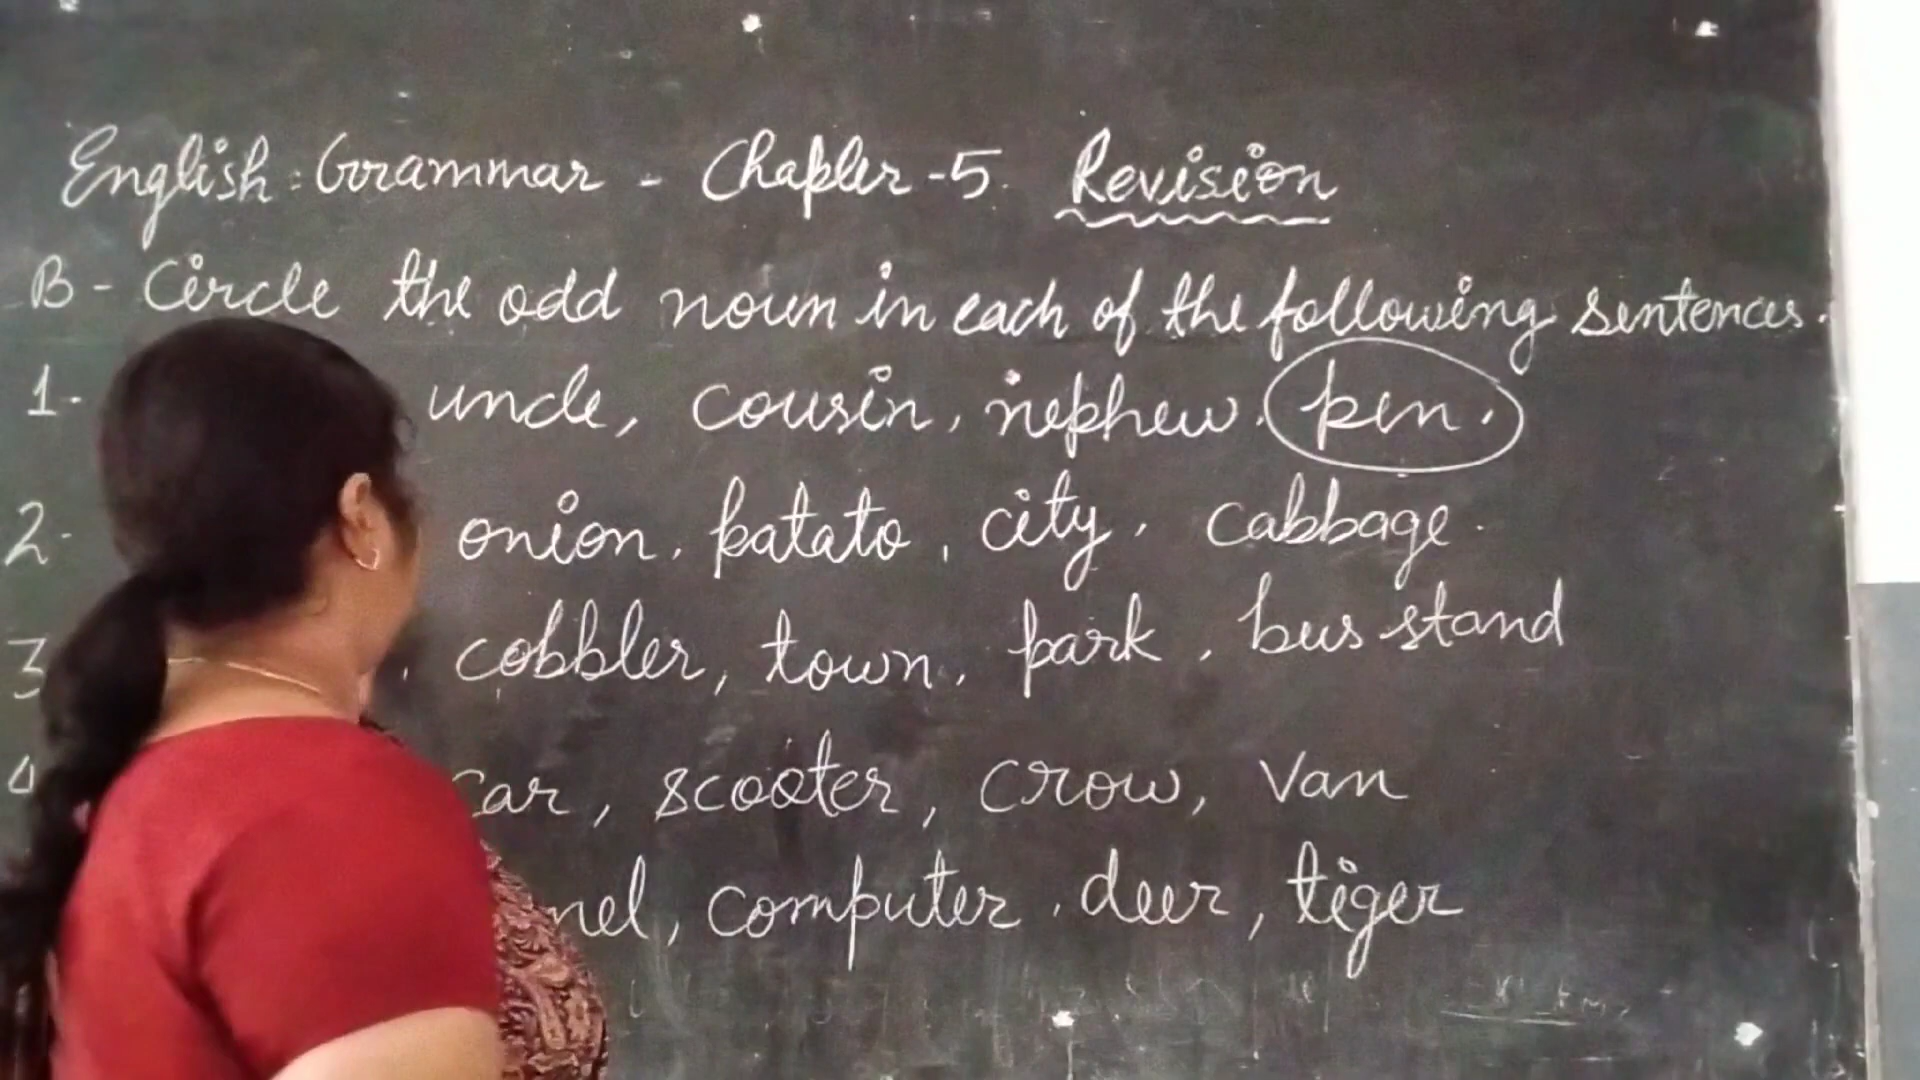 English : Grammar - Chapter -5. Revision
B - Circle the odd noun in each of the following sentences.
1- uncle, cousin, nephew. pen.
2- onion, patato, city, cabbage.
3 cobbler, town, park, bus stand
4 car, scooter, crow, van
computer, deer, tiger